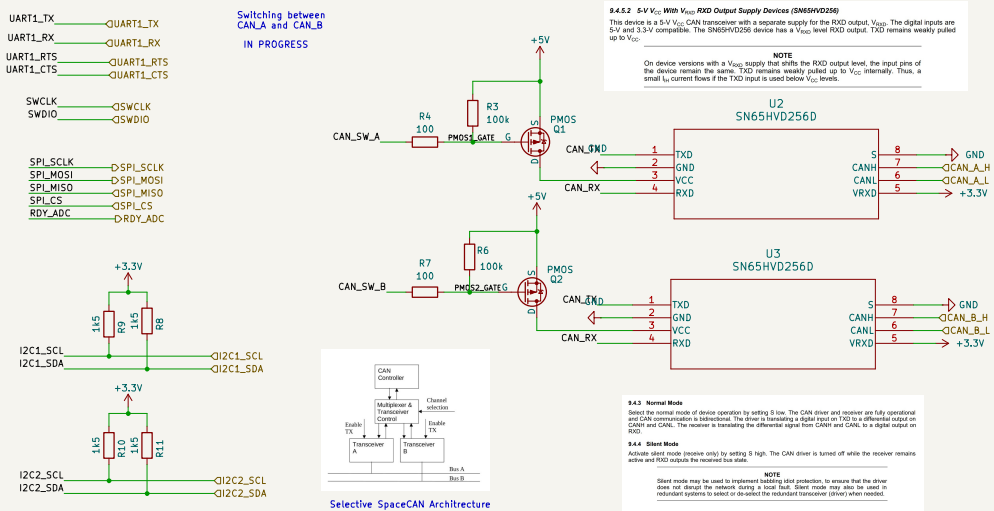 UART1_TX
UART1_TX
UART1_RX
UART1_RX
UART1_RTS
UART1_RTS
UART1_CTS
UART1_CTS
SWCLK
SWCLK
SWDIO
SWDIO
SPI_SCLK
SPI_SCLK
SPI_MOSI
SPI_MOSI
SPI_MISO
SPI_MISO
SPI_CS
SPI_CS
RDY_ADC
RDY_ADC
+3.3V
1k5
R9
1k5
R8
I2C1_SCL
I2C1_SCL
I2C1_SDA
I2C1_SDA
+3.3V
1k5
R10
1k5
R11
I2C2_SCL
I2C2_SCL
I2C2_SDA
I2C2_SDA
Switching between
CAN_A and CAN_B
IN PROGRESS
+5V
R3
100k
R4
100
CAN_SW_A
PMOS1_GATE
G
S
D
PMOS
Q1
+5V
R6
100k
R7
100
CAN_SW_B
PMOS2_GATE
G
S
D
PMOS
Q2
9.4.5.2 5-V VCC With VRXD RXD Output Supply Devices (SN65HVD256)
This device is a 5-V VCC CAN transceiver with a separate supply for the RXD output, VRXD. The digital inputs are
5-V and 3.3-V compatible. The SN65HVD256 device has a VRXD level RXD output. TXD remains weakly pulled
up to VCC.
NOTE
On device versions with a VRXD supply that shifts the RXD output level, the input pins of
the device remain the same. TXD remains weakly pulled up to VCC internally. Thus, a
small IIH current flows if the TXD input is used below VCC levels.
U2
SN65HVD256D
CAN_TX
GND
CAN_RX
1
2
3
4
TXD
GND
VCC
RXD
S
CANH
CANL
VRXD
8
7
6
5
GND
CAN_A_H
CAN_A_L
+3.3V
U3
SN65HVD256D
CAN_TX
GND
CAN_RX
1
2
3
4
TXD
GND
VCC
RXD
S
CANH
CANL
VRXD
8
7
6
5
GND
CAN_B_H
CAN_B_L
+3.3V
CAN
Controller
Multiplexer &
Transceiver
Control
Channel
selection
Enable
TX
Enable
TX
Transceiver
A
Transceiver
B
Bus A
Bus B
Selective SpaceCAN Architrecture
9.4.3 Normal Mode
Select the normal mode of device operation by setting S low. The CAN driver and receiver are fully operational
and CAN communication is bidirectional. The driver is translating a digital input on TXD to a differential output on
CANH and CANL. The receiver is translating the differential signal from CANH and CANL to a digital output on
RXD.
9.4.4 Silent Mode
Activate silent mode (receive only) by setting S high. The CAN driver is turned off while the receiver remains
active and RXD outputs the received bus state.
NOTE
Silent mode may be used to implement babbling idiot protection, to ensure that the driver
does not disrupt the network during a local fault. Silent mode may also be used in
redundant systems to select or de-select the redundant transceiver (driver) when needed.